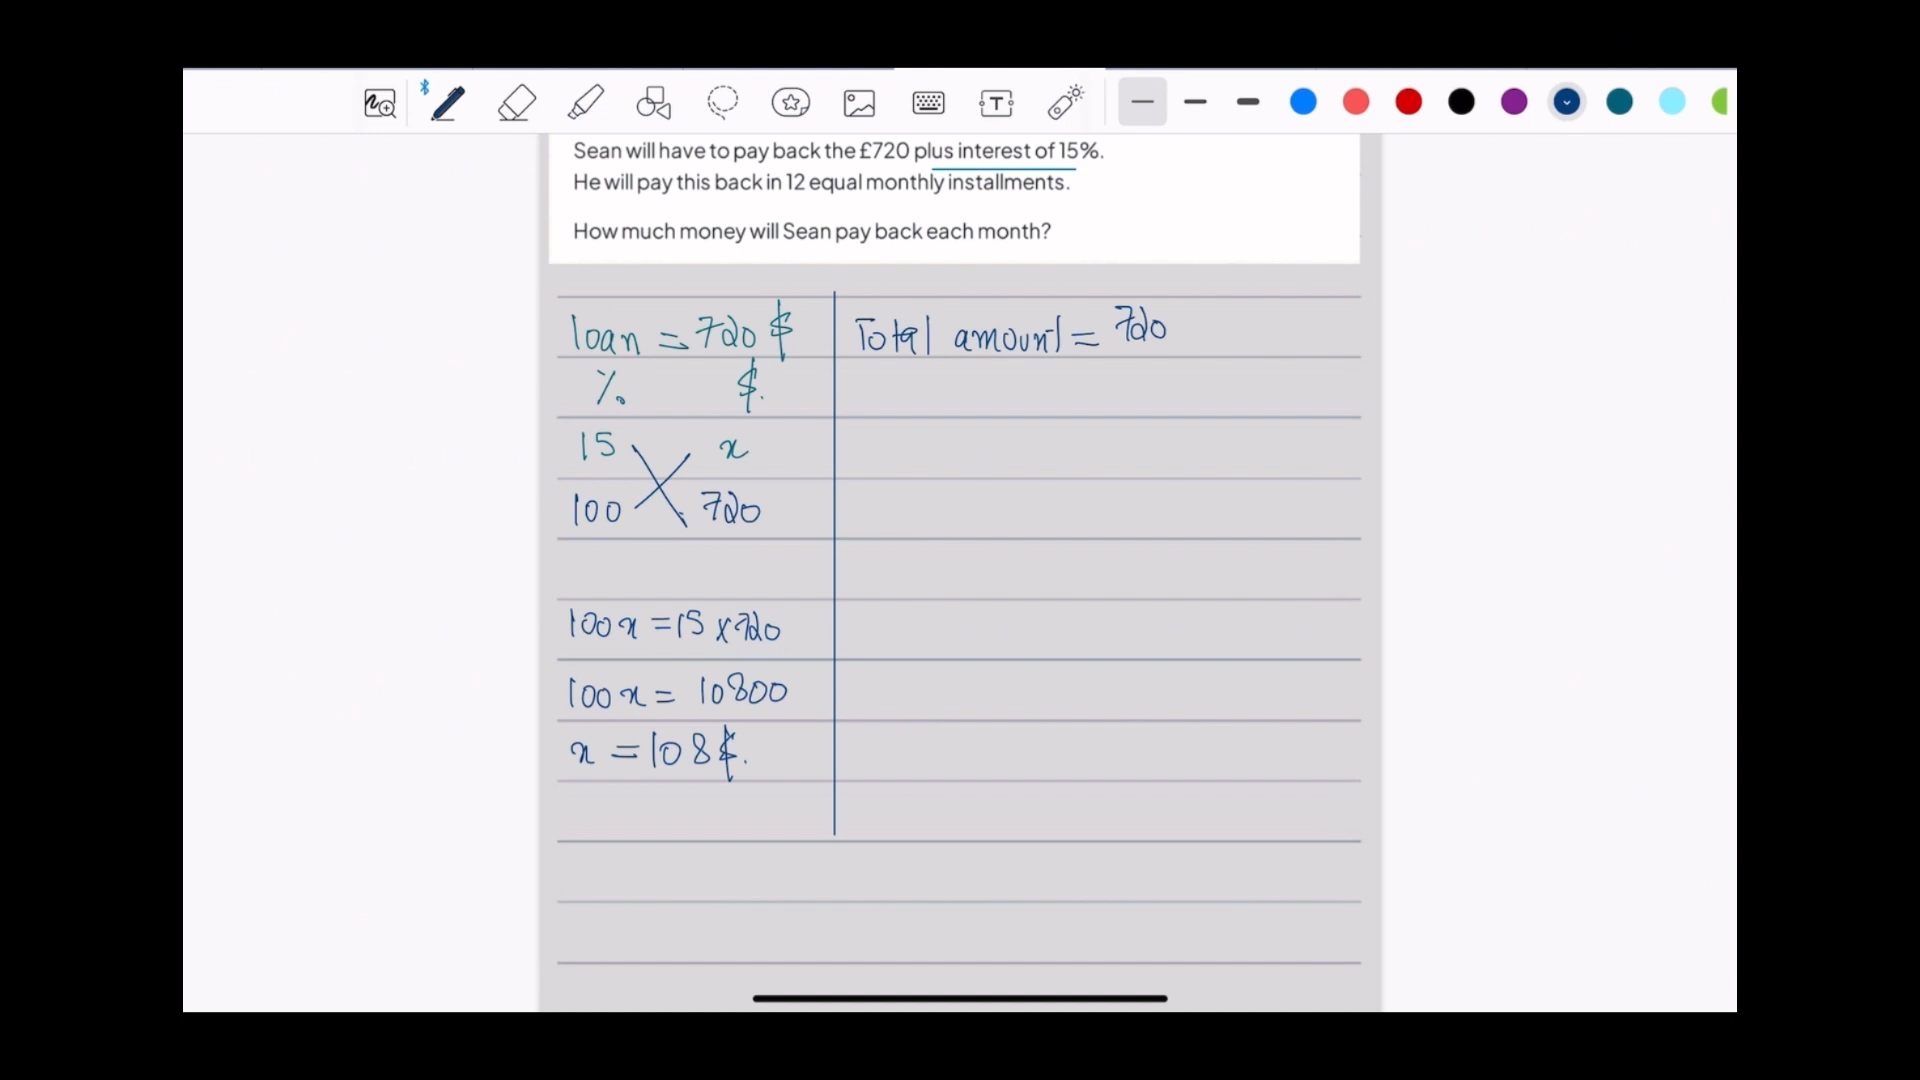 Sean will have to pay back the £720 plus interest of 15%.
He will pay this back in 12 equal monthly installments.
How much money will Sean pay back each month?
loan = 720 $
% $.
15 x
100 720
100x = 15 x 720
100x = 10800
x = 108 $.
Total amount = 720